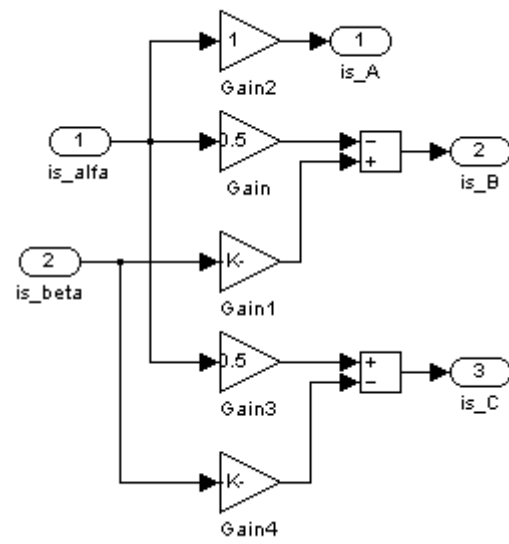 1
1
is_A
Gain2
1
is_alfa
0.5
Gain
−
+
2
is_B
2
is_beta
-K-
Gain1
0.5
Gain3
+
−
3
is_C
-K-
Gain4